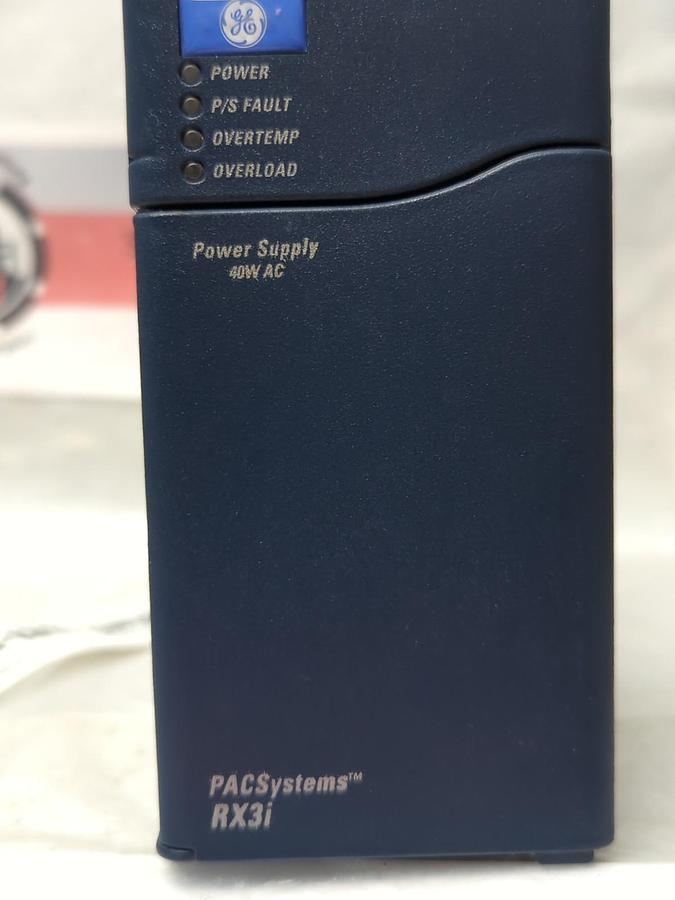 POWER
P/S FAULT
OVERTEMP
OVERLOAD
Power Supply
40W AC
PACSystems™
RX3i